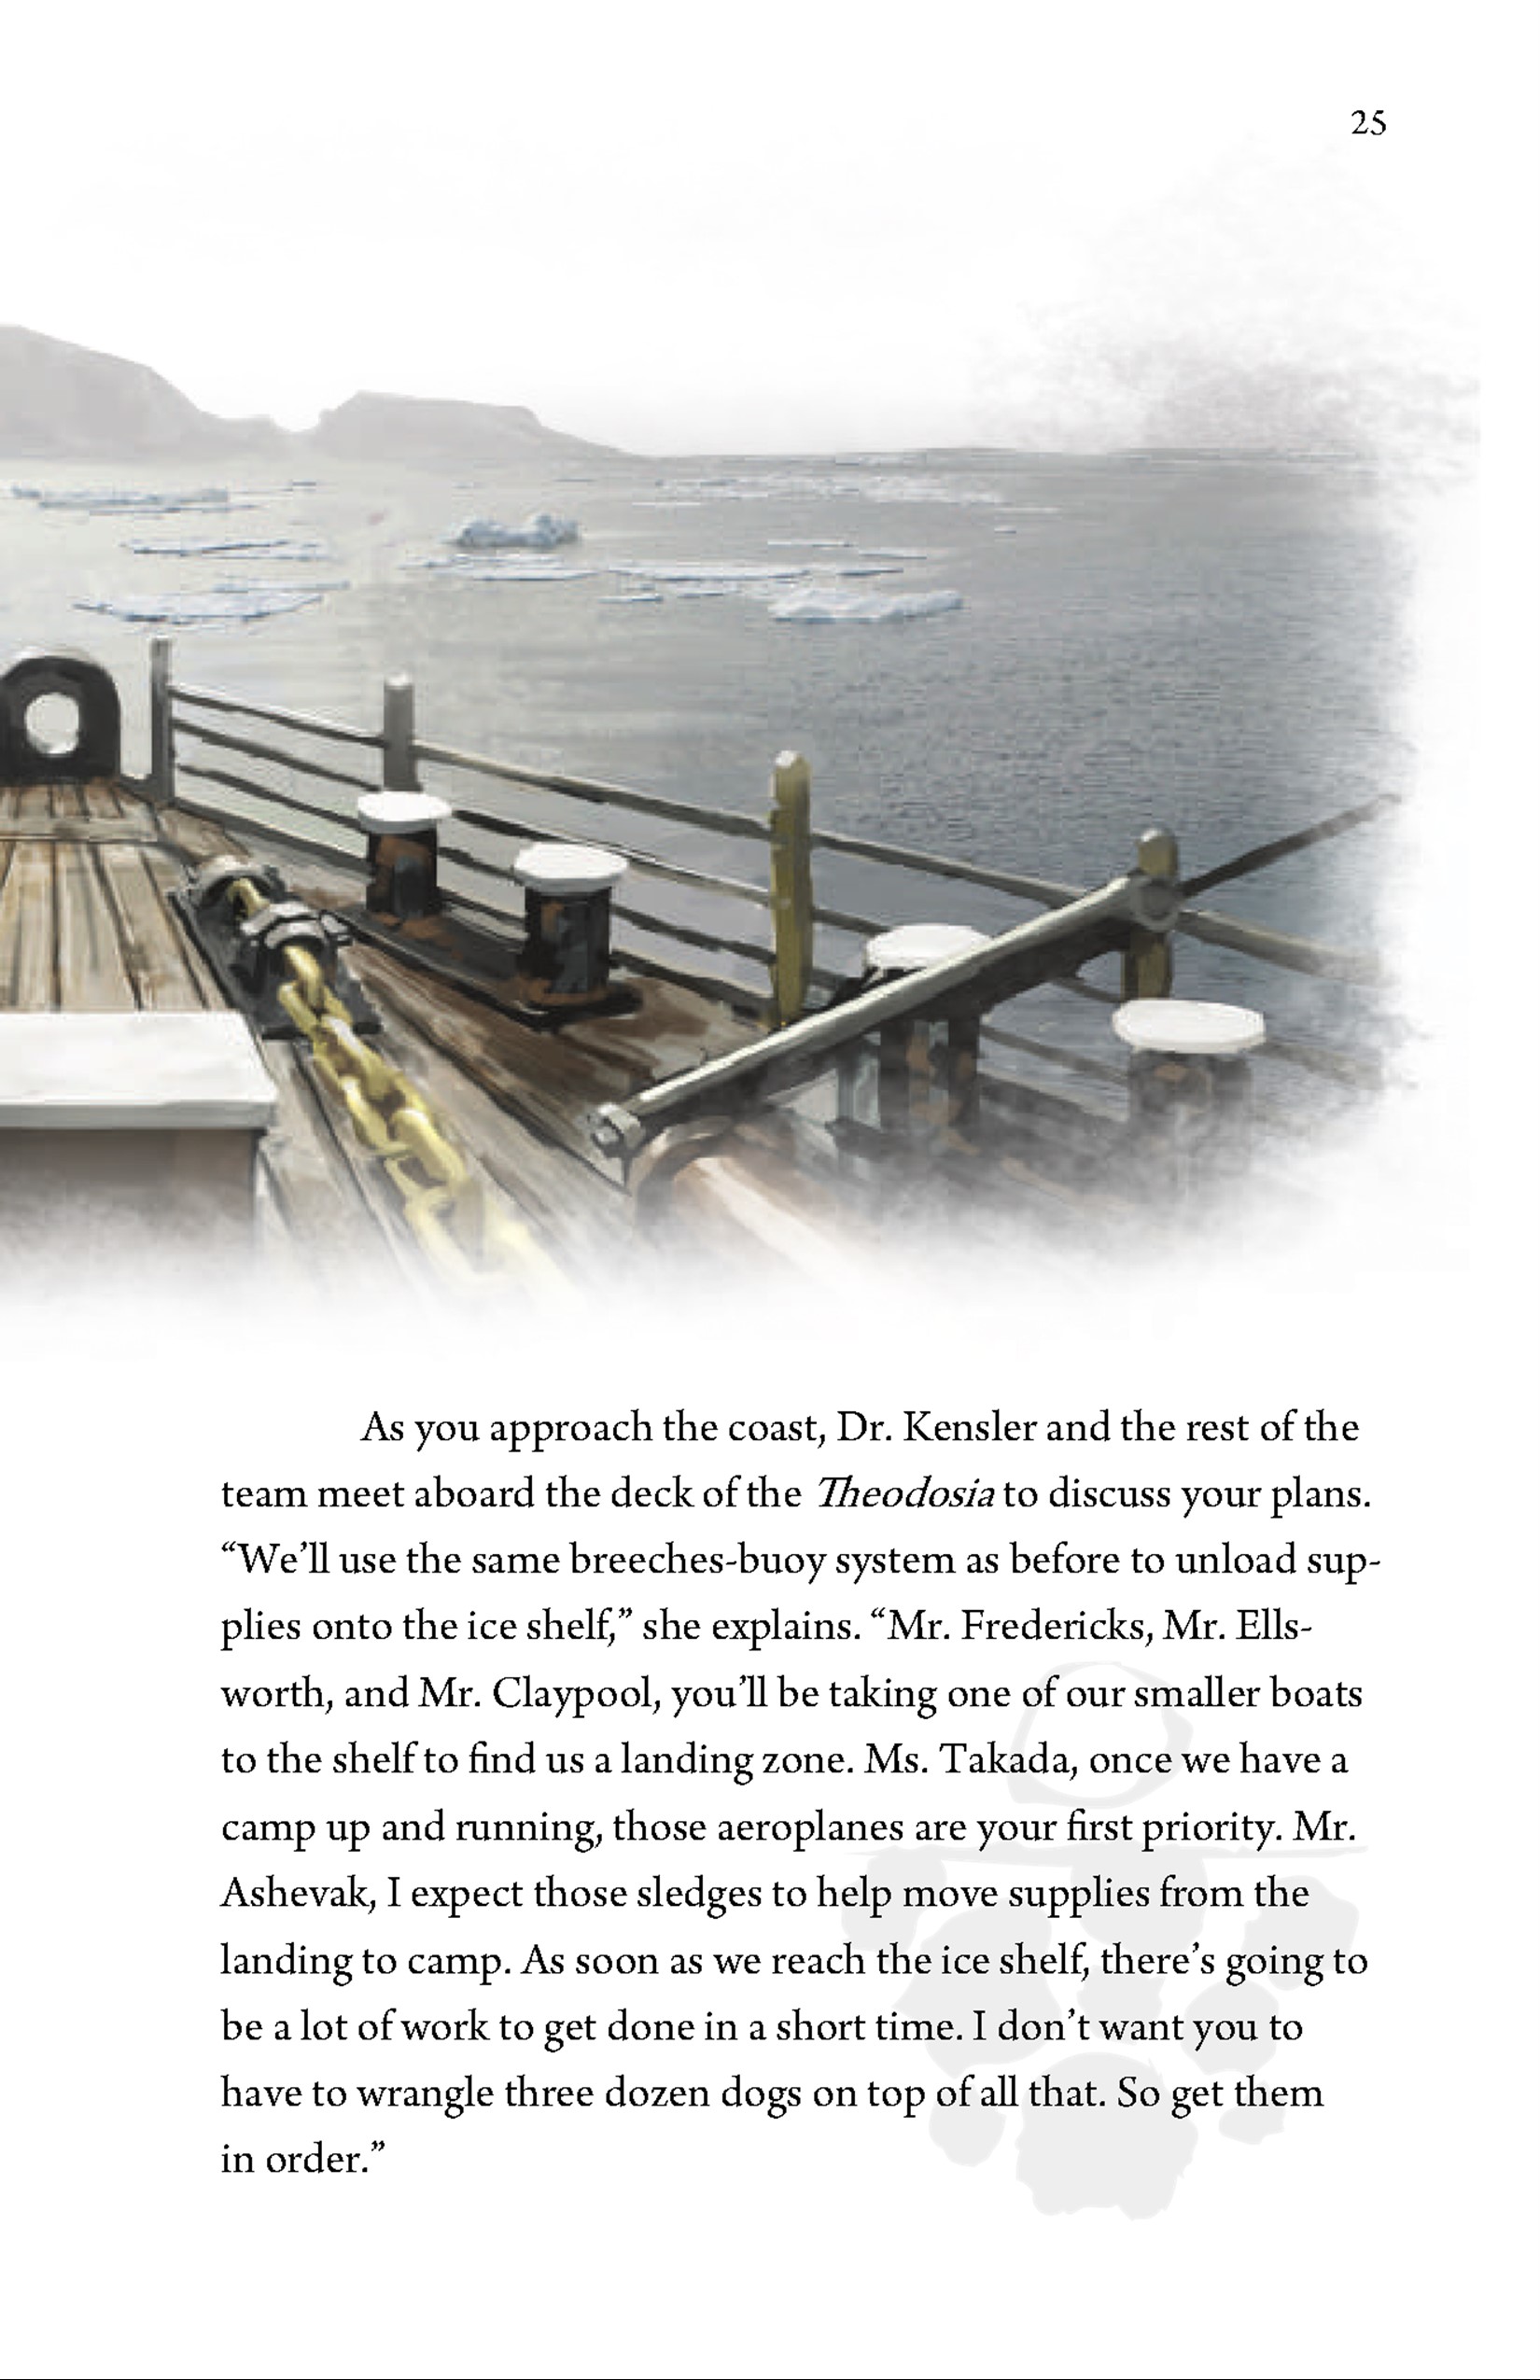 25
As you approach the coast, Dr. Kensler and the rest of the
team meet aboard the deck of the Theodosia to discuss your plans.
“We’ll use the same breeches-buoy system as before to unload sup-
plies onto the ice shelf,” she explains. “Mr. Fredericks, Mr. Ells-
worth, and Mr. Claypool, you’ll be taking one of our smaller boats
to the shelf to find us a landing zone. Ms. Takada, once we have a
camp up and running, those aeroplanes are your first priority. Mr.
Ashevak, I expect those sledges to help move supplies from the
landing to camp. As soon as we reach the ice shelf, there’s going to
be a lot of work to get done in a short time. I don’t want you to
have to wrangle three dozen dogs on top of all that. So get them
in order.”